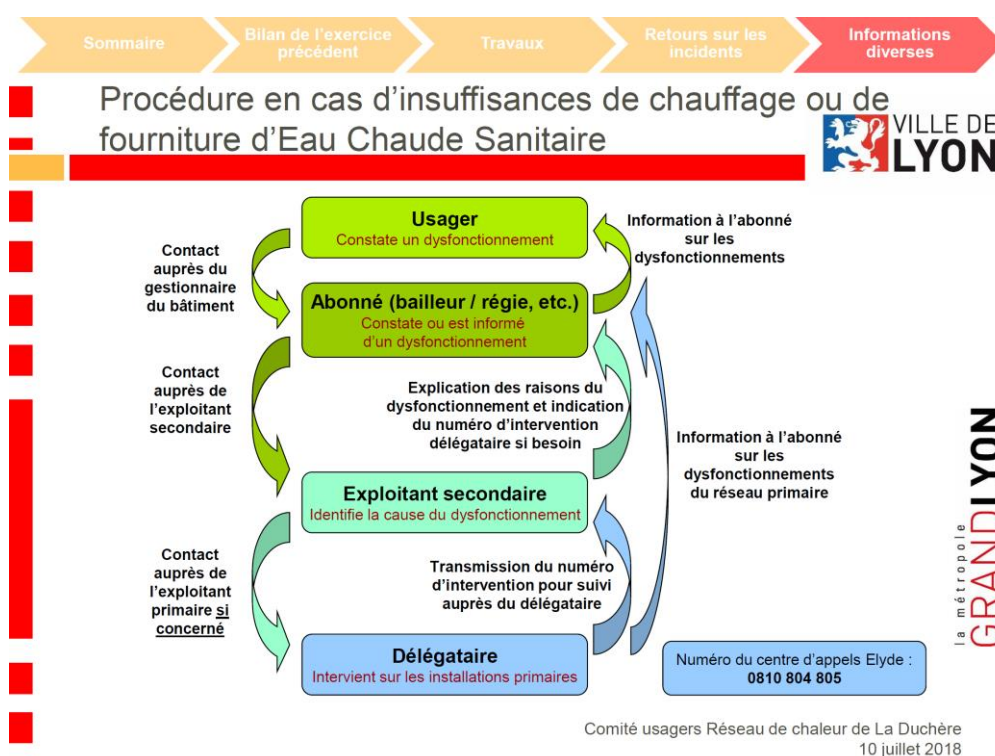 Sommaire
Bilan de l'exercice
précédent
Travaux
Retours sur les
incidents
Informations
diverses
Procédure en cas d'insuffisances de chauffage ou de
fourniture d'Eau Chaude Sanitaire
VILLE DE
LYON
Usager
Constate un dysfonctionnement
Information à l'abonné
sur les
dysfonctionnements
Contact
auprès du
gestionnaire
du bâtiment
Abonné (bailleur / régie, etc.)
Constate ou est informé
d'un dysfonctionnement
Contact
auprès de
l'exploitant
secondaire
Explication des raisons du
dysfonctionnement et indication
du numéro d'intervention
délégataire si besoin
Information à l'abonné
sur les
dysfonctionnements
du réseau primaire
Exploitant secondaire
Identifie la cause du dysfonctionnement
Contact
auprès de
l'exploitant
primaire si
concerné
Transmission du numéro
d'intervention pour suivi
auprès du délégataire
Délégataire
Intervient sur les installations primaires
Numéro du centre d'appels Elyde :
0810 804 805
la métropole
GRANDLYON
Comité usagers Réseau de chaleur de La Duchère
10 juillet 2018